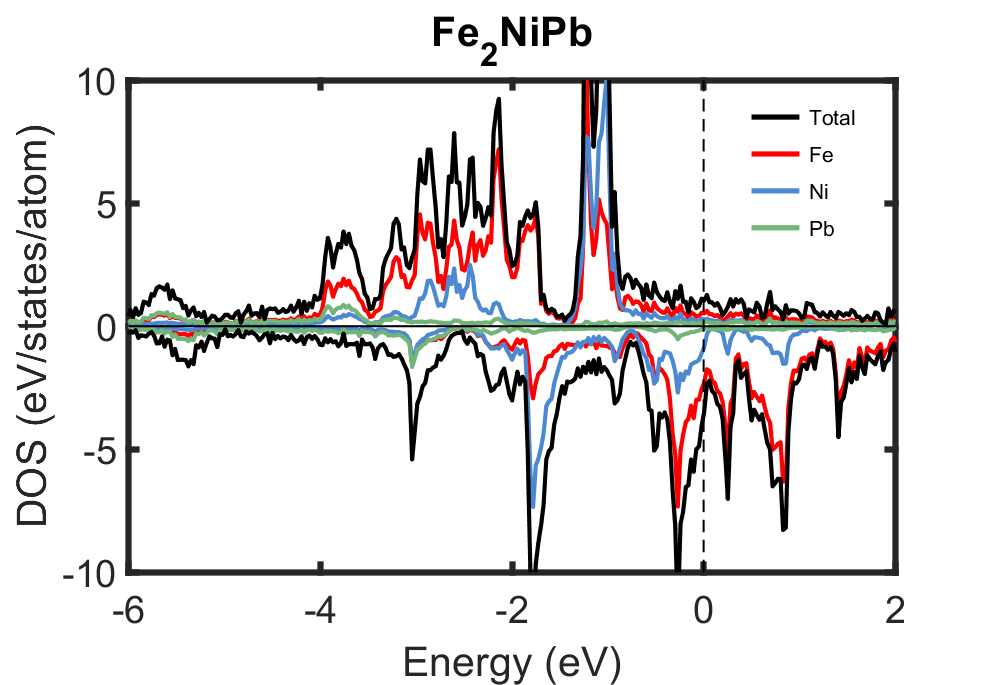 Fe₂NiPb
10
5
0
-5
-10
DOS (eV/states/atom)
Total
Fe
Ni
Pb
-6 -4 -2 0 2
Energy (eV)